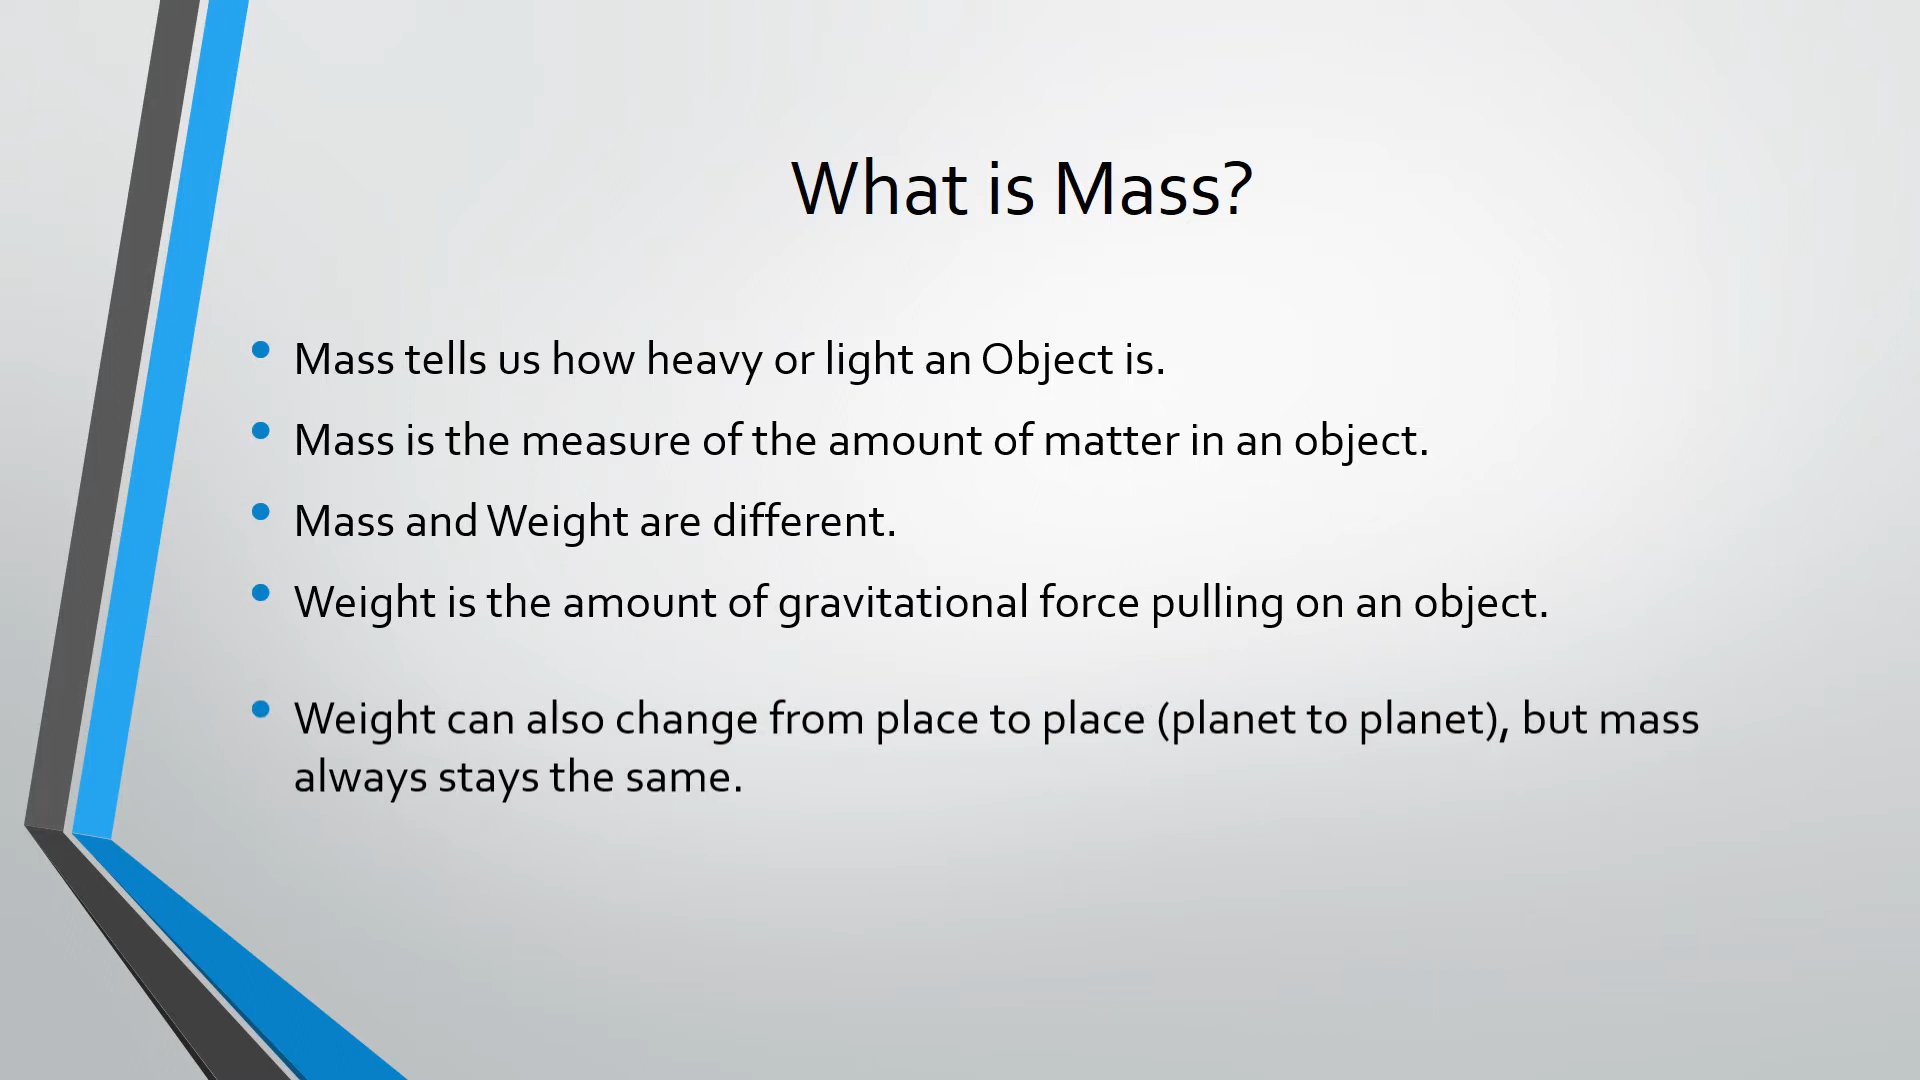 What is Mass?
Mass tells us how heavy or light an Object is.
Mass is the measure of the amount of matter in an object.
Mass and Weight are different.
Weight is the amount of gravitational force pulling on an object.
Weight can also change from place to place (planet to planet), but mass
always stays the same.